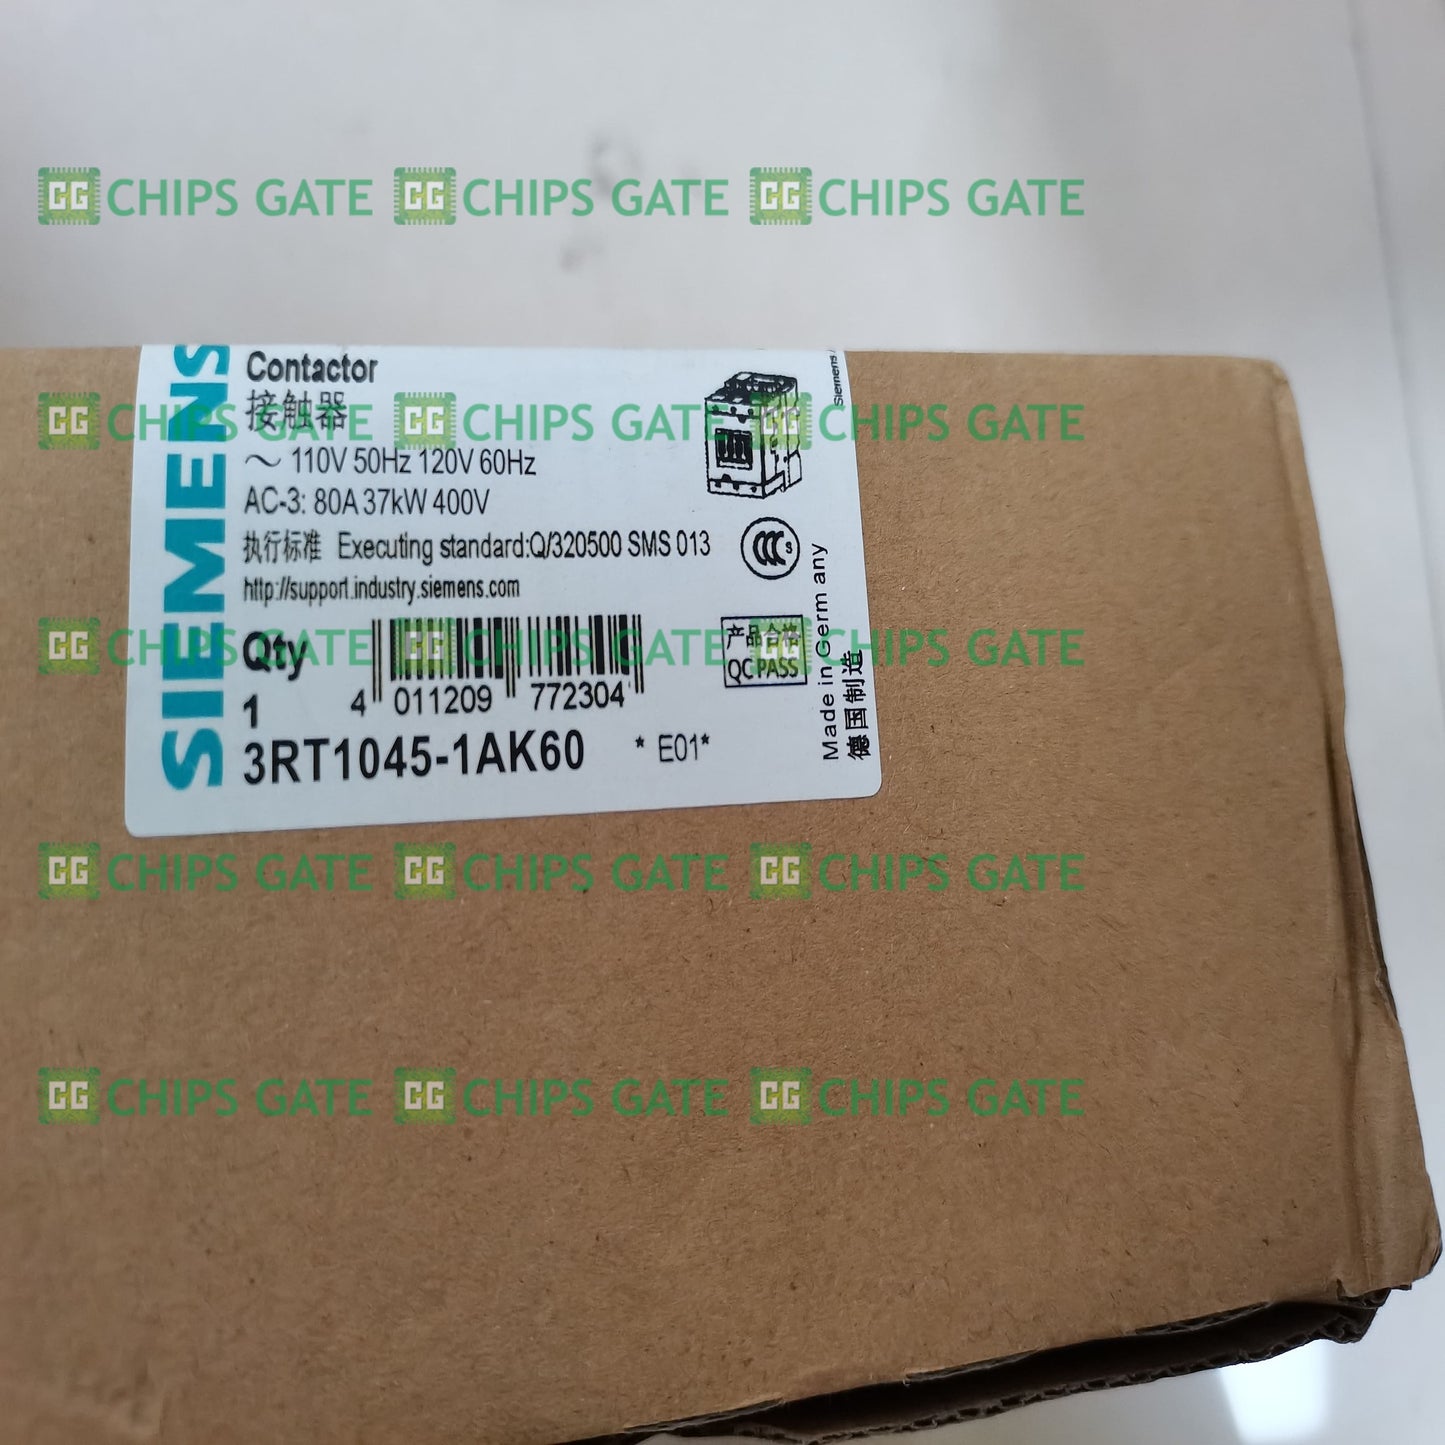 CHIPS GATE CHIPS GATE CHIPS GATE
SIEMENS
Contactor
接触器
CHIPS GATE CHIPS GATE CHIPS GATE
～ 110V 50Hz 120V 60Hz
AC-3: 80A 37kW 400V
执行标准 Executing standard:Q/320500 SMS 013
http://support.industry.siemens.com
Qty
1
4 011209 772304
3RT1045-1AK60 * E01*
CCC S
产品合格
QC PASS
Made in Germ any
德国制造
Siemens
CHIPS GATE CHIPS GATE CHIPS GATE
CHIPS GATE CHIPS GATE CHIPS GATE
CHIPS GATE CHIPS GATE CHIPS GATE